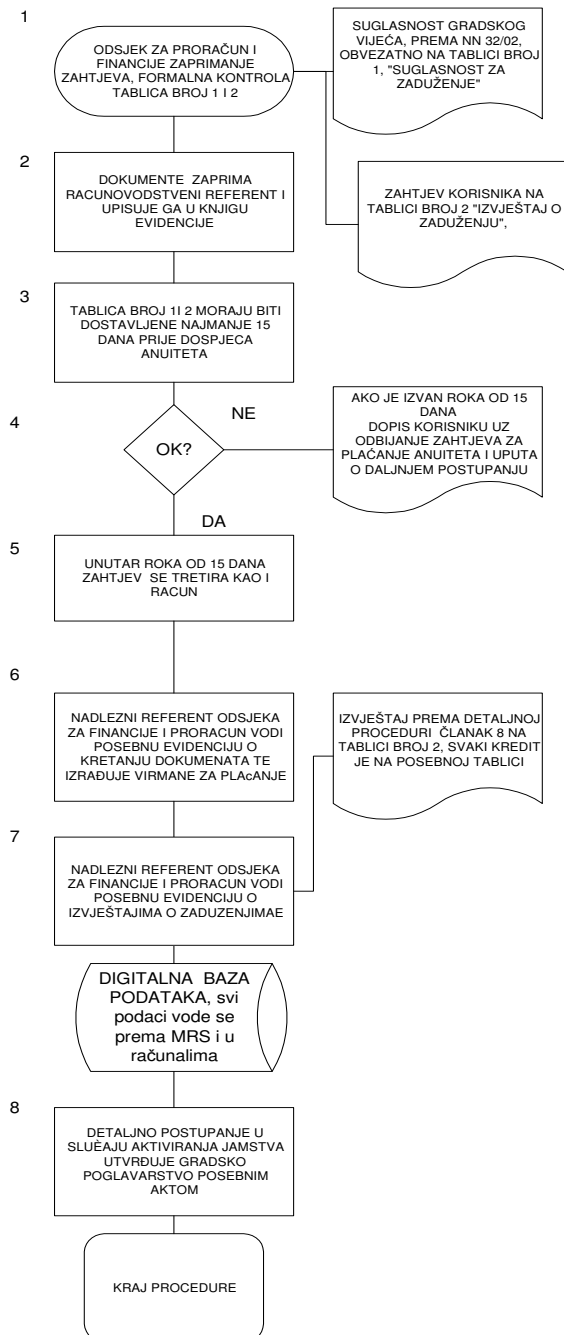 1
ODSJEK ZA PRORAČUN I
FINANCIJE ZAPRIMANJE
ZAHTJEVA, FORMALNA KONTROLA
TABLICA BROJ 1 I 2
SUGLASNOST GRADSKOG
VIJEĆA, PREMA NN 32/02,
OBVEZATNO NA TABLICI BROJ
1, "SUGLASNOST ZA
ZADUŽENJE"
2
DOKUMENTE ZAPRIMA
RACUNOVODSTVENI REFERENT I
UPISUJE GA U KNJIGU
EVIDENCIJE
ZAHTJEV KORISNIKA NA
TABLICI BROJ 2 "IZVJEŠTAJ O
ZADUŽENJU",
3
TABLICA BROJ 1I 2 MORAJU BITI
DOSTAVLJENE NAJMANJE 15
DANA PRIJE DOSPJECA
ANUITETA
4
OK?
NE
AKO JE IZVAN ROKA OD 15
DANA
DOPIS KORISNIKU UZ
ODBIJANJE ZAHTJEVA ZA
PLAĆANJE ANUITETA I UPUTA
O DALJNJEM POSTUPANJU
DA
5
UNUTAR ROKA OD 15 DANA
ZAHTJEV SE TRETIRA KAO I
RACUN
6
NADLEZNI REFERENT ODSJEKA
ZA FINANCIJE I PRORACUN VODI
POSEBNU EVIDENCIJU O
KRETANJU DOKUMENATA TE
IZRAĐUJE VIRMANE ZA PLAcANJE
IZVJEŠTAJ PREMA DETALJNOJ
PROCEDURI ČLANAK 8 NA
TABLICI BROJ 2, SVAKI KREDIT
JE NA POSEBNOJ TABLICI
7
NADLEZNI REFERENT ODSJEKA
ZA FINANCIJE I PRORACUN VODI
POSEBNU EVIDENCIJU O
IZVJEŠTAJIMA O ZADUZENJIMAE
DIGITALNA BAZA
PODATAKA, svi
podaci vode se
prema MRS i u
računalima
8
DETALJNO POSTUPANJE U
SLUÈAJU AKTIVIRANJA JAMSTVA
UTVRĐUJE GRADSKO
POGLAVARSTVO POSEBNIM
AKTOM
KRAJ PROCEDURE